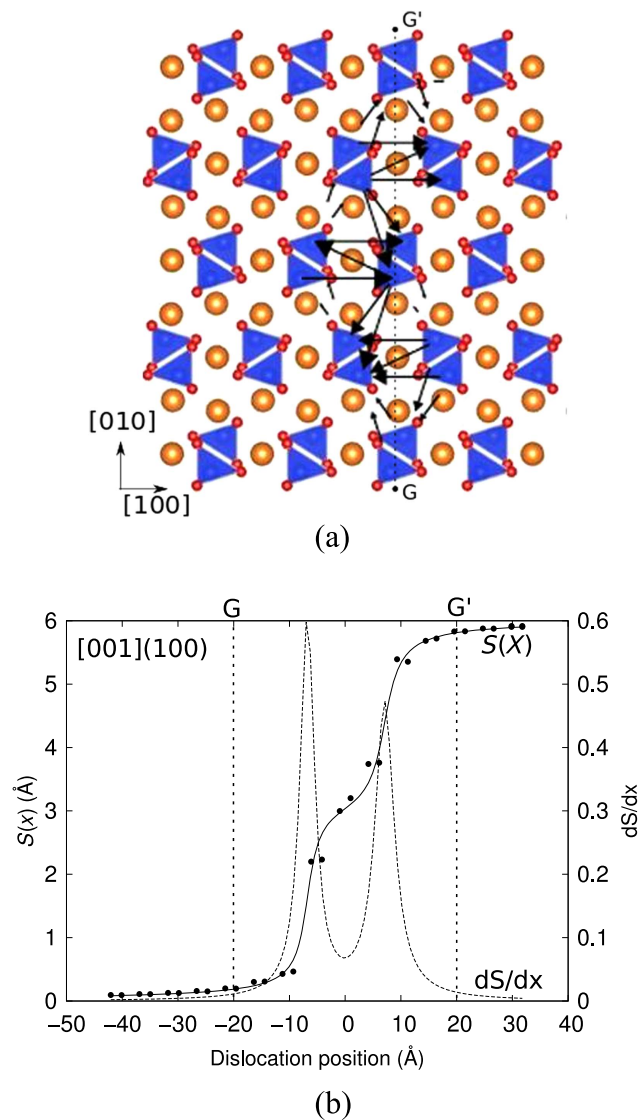 G'
[010]
[100]
G
(a)
G
G'
[001](100)
S(X)
6
5
4
3
2
1
0
S(x) (Å)
0.6
0.5
0.4
0.3
0.2
0.1
0
dS/dx
dS/dx
−50 −40 −30 −20 −10 0 10 20 30 40
Dislocation position (Å)
(b)